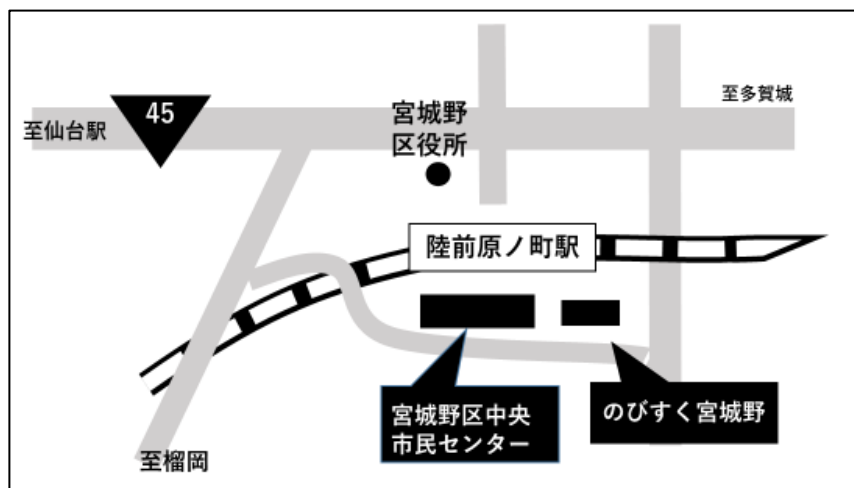 45
至多賀城
至仙台駅
宮城野
区役所
陸前原ノ町駅
宮城野区中央
市民センター
のびすく宮城野
至榴岡